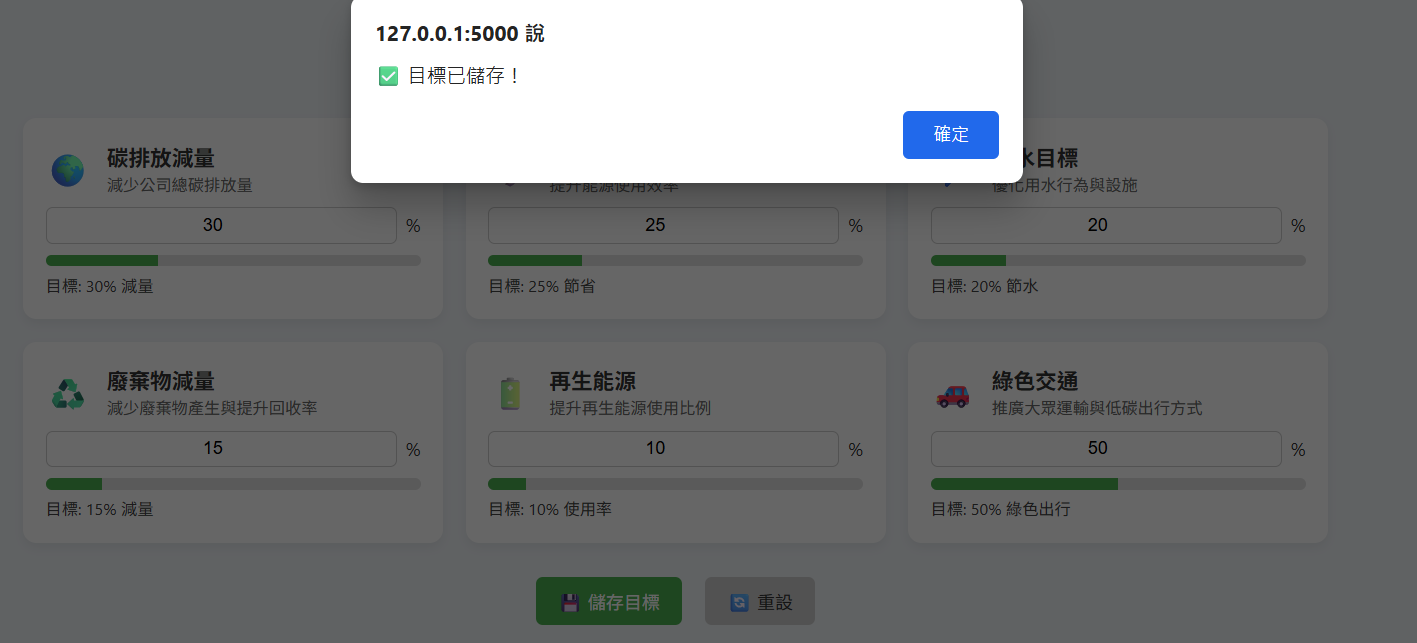 127.0.0.1:5000 說
✅ 目標已儲存！
確定
碳排放減量
減少公司總碳排放量
30 %
目標: 30% 減量
提升能源使用效率
25 %
目標: 25% 節省
水目標
優化用水行為與設施
20 %
目標: 20% 節水
廢棄物減量
減少廢棄物產生與提升回收率
15 %
目標: 15% 減量
再生能源
提升再生能源使用比例
10 %
目標: 10% 使用率
綠色交通
推廣大眾運輸與低碳出行方式
50 %
目標: 50% 綠色出行
💾 儲存目標
🔄 重設